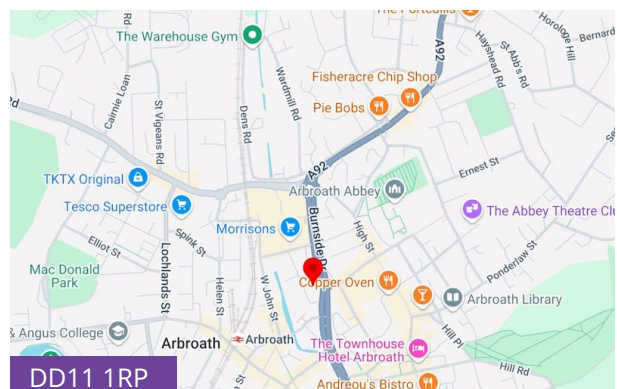 The Warehouse Gym
Horologe Hill
Bernard
Hayshead Rd
St Abb's Rd
A92
Wardmill Rd
Cairnie Loan
St Vigeans Rd
Dens Rd
Rd
Fisheracre Chip Shop
Pie Bobs
A92
Ernest St
TKTX Original
Arbroath Abbey
Tesco Superstore
The Abbey Theatre Clu
Morrisons
Burnside Dr
High St
Elliot St
Spink St
Lochlands St
Ponderlaw St
Mac Donald
Park
Helen St
W John St
Copper Oven
Arbroath Library
& Angus College
Arbroath
Arbroath
The Townhouse
Hotel Arbroath
Hill Pl
Hill Rd
Andreou's Bistro
DD11 1RP